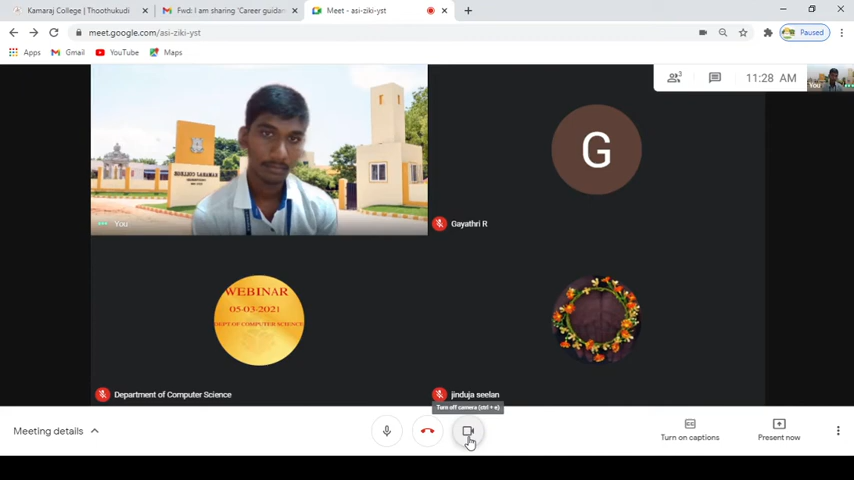 Kamaraj College | Thoothukudi
Fwd: I am sharing 'Career guidan
Meet - asi-ziki-yst
meet.google.com/asi-ziki-yst
Paused
Apps
Gmail
YouTube
Maps
3
11:28 AM
You
You
G
Gayathri R
WEBINAR
05-03-2021
DEPT OF COMPUTER SCIENCE
Department of Computer Science
jinduja seelan
Turn off camera (ctrl + e)
Meeting details
Turn on captions
Present now